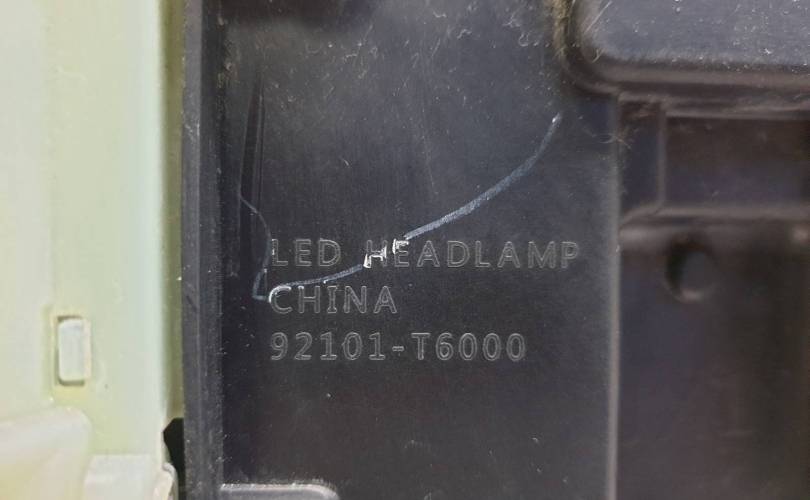 LED HEADLAMP
CHINA
92101-T6000